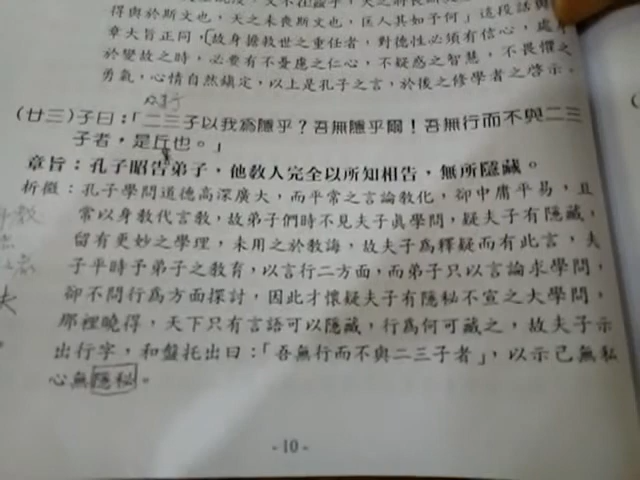 得與於斯文也，天之未喪斯文也，匡人其如予何」這段話與
章大旨正同，故身擔救世之重任者，對德性必須有信心，處
於變故之時，必要有不憂慮之仁心，不疑惑之智慧，不畏懼之
勇氣，心情自然鎮定，以上是孔子之言，於後之修學者之啓示。
(廿三)子曰：「二三子以我為隱乎？吾無隱乎爾！吾無行而不與二三
子者，是丘也。」
章旨：孔子昭告弟子，他教人完全以所知相告，無所隱藏。
析微：孔子學問道德高深廣大，而平常之言論教化，卻中庸平易，且
常以身教代言教，故弟子們時不見夫子真學問，疑夫子有隱藏，
留有更妙之學理，未用之於教誨，故夫子為釋疑而有此言，夫
子平時予弟子之教育，以言行二方面，而弟子只以言論求學問，
卻不問行為方面探討，因此才懷疑夫子有隱秘不宣之大學問，
那裡曉得，天下只有言語可以隱藏，行為何可藏之，故夫子示
出行字，和盤托出曰：「吾無行而不與二三子者」，以示己無私
心無隱秘。
- 10 -